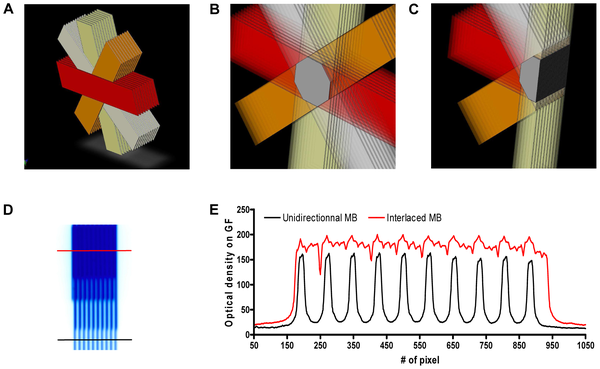 A
B
C
D
E
Unidirectionnal MB
Interlaced MB
Optical density on GF
250
200
150
100
50
0
50 150 250 350 450 550 650 750 850 950 1050
# of pixel